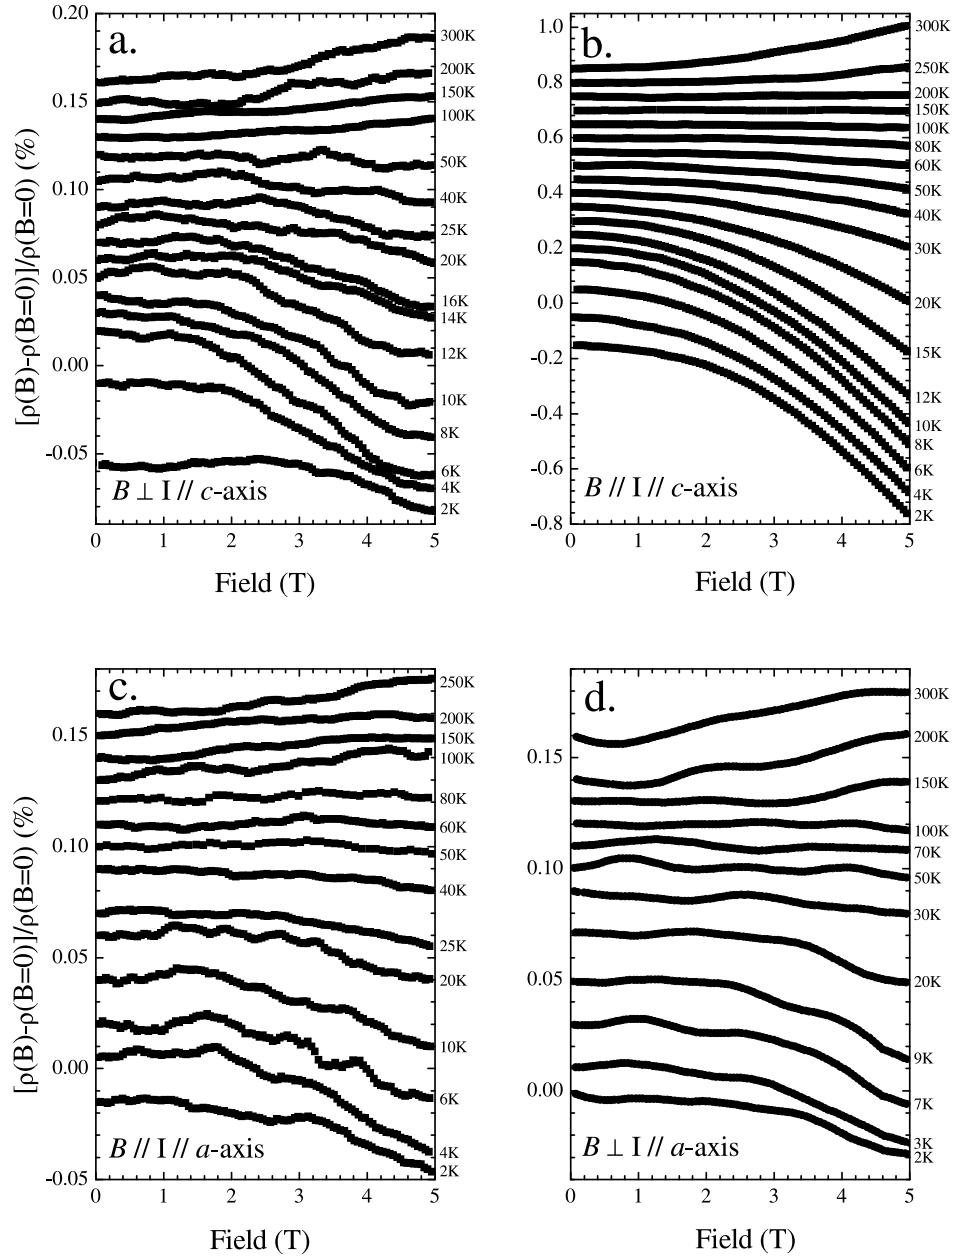 a.
[ρ(B)-ρ(B=0)]/ρ(B=0) (%)
0.20
0.15
0.10
0.05
0.00
-0.05
300K
200K
150K
100K
50K
40K
25K
20K
16K
14K
12K
10K
8K
6K
4K
2K
B ⊥ I // c-axis
0 1 2 3 4 5
Field (T)
b.
1.0
0.8
0.6
0.4
0.2
0.0
-0.2
-0.4
-0.6
-0.8
300K
250K
200K
150K
100K
80K
60K
50K
40K
30K
20K
15K
12K
10K
8K
6K
4K
2K
B // I // c-axis
0 1 2 3 4 5
Field (T)
c.
[ρ(B)-ρ(B=0)]/ρ(B=0) (%)
0.15
0.10
0.05
0.00
-0.05
250K
200K
150K
100K
80K
60K
50K
40K
25K
20K
10K
6K
4K
2K
B // I // a-axis
0 1 2 3 4 5
Field (T)
d.
0.15
0.10
0.05
0.00
300K
200K
150K
100K
70K
50K
30K
20K
9K
7K
3K
2K
B ⊥ I // a-axis
0 1 2 3 4 5
Field (T)